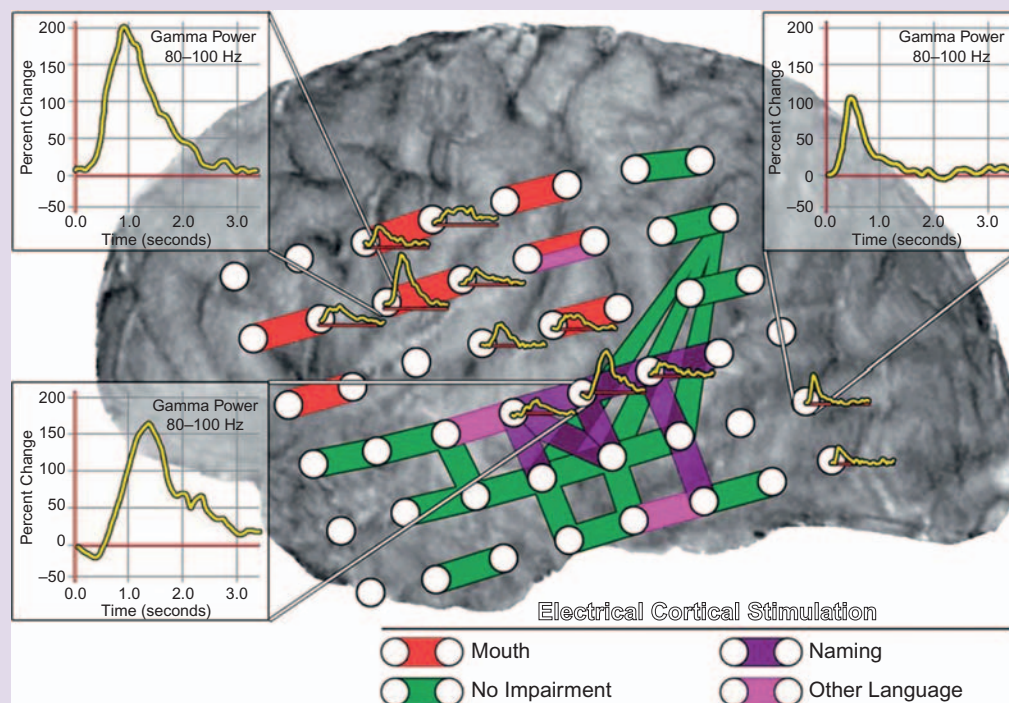 Gamma Power
80–100 Hz
Percent Change
200
150
100
50
0
−50
0.0 1.0 2.0 3.0
Time (seconds)
Gamma Power
80–100 Hz
Percent Change
200
150
100
50
0
−50
0.0 1.0 2.0 3.0
Time (seconds)
Gamma Power
80–100 Hz
Percent Change
200
150
100
50
0
−50
0.0 1.0 2.0 3.0
Time (seconds)
Electrical Cortical Stimulation
Mouth
Naming
No Impairment
Other Language